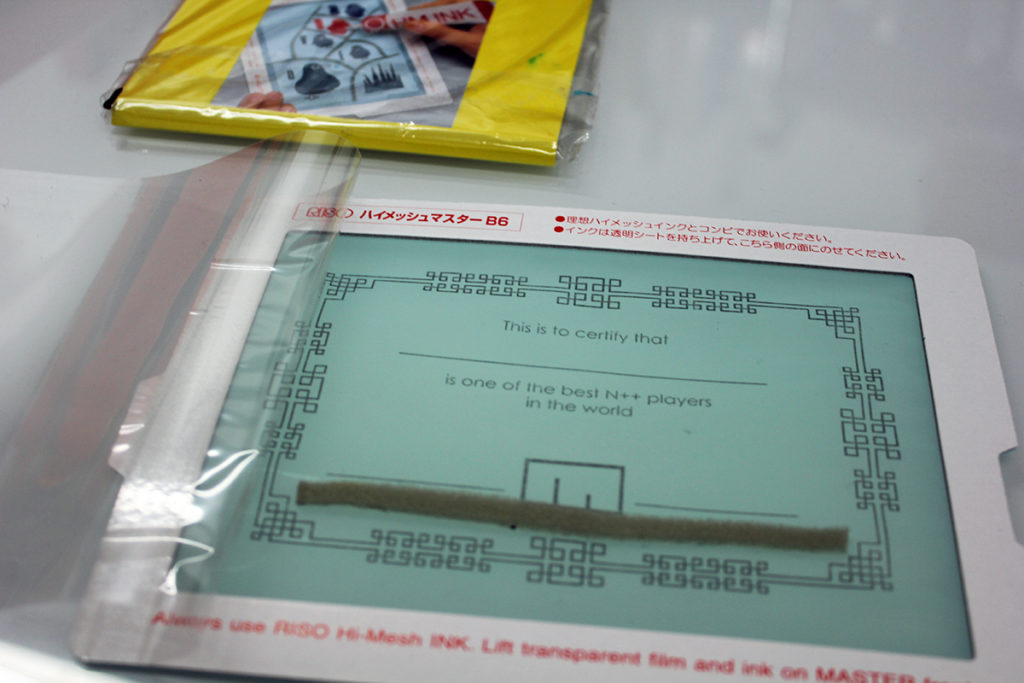 INK
RISO ハイメッシュマスター B6
●理想ハイメッシュインクとコンビでお使いください。
●インクは透明シートを持ち上げて、こちら側の面にのせてください。
This is to certify that
is one of the best N++ players
in the world
Always use RISO Hi-Mesh INK. Lift transparent film and ink on MASTER